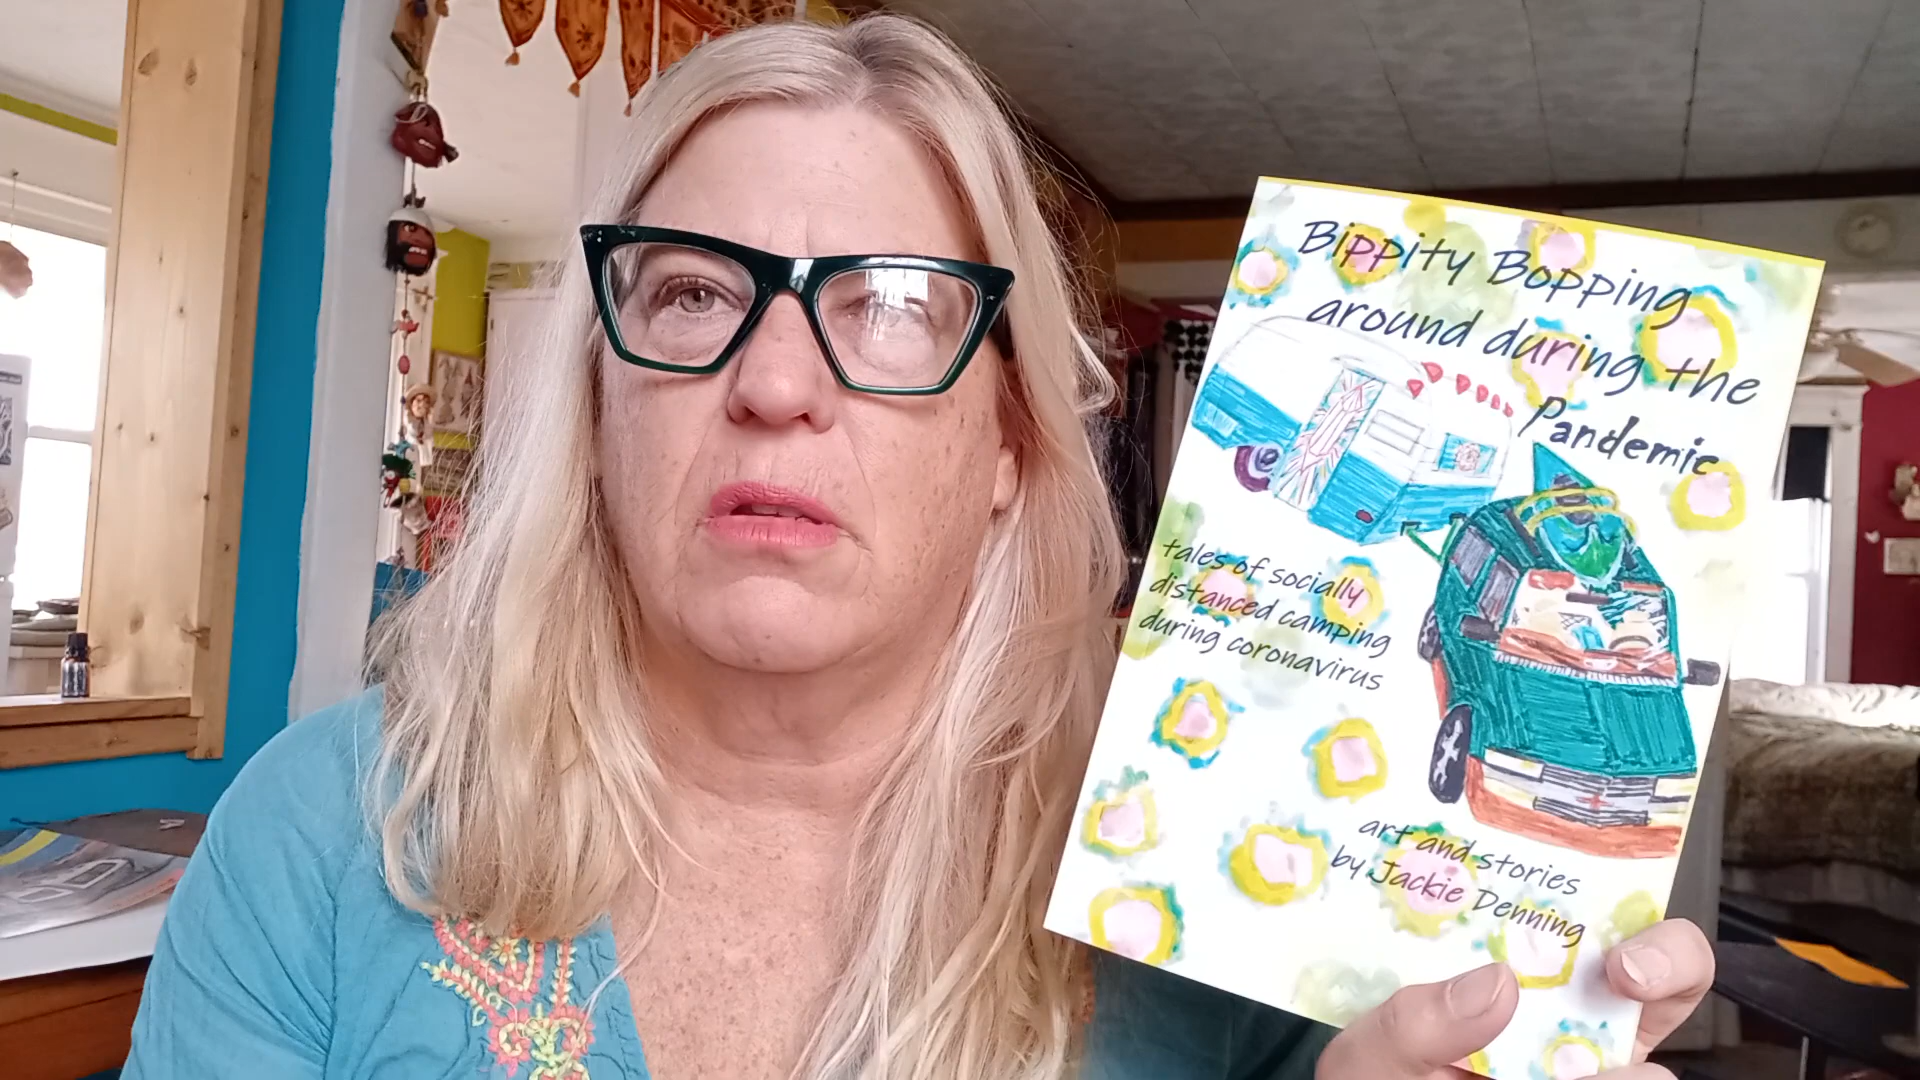 Bippity Bopping
around during the
Pandemic
tales of socially
distanced camping
during coronavirus
art and stories
by Jackie Denning